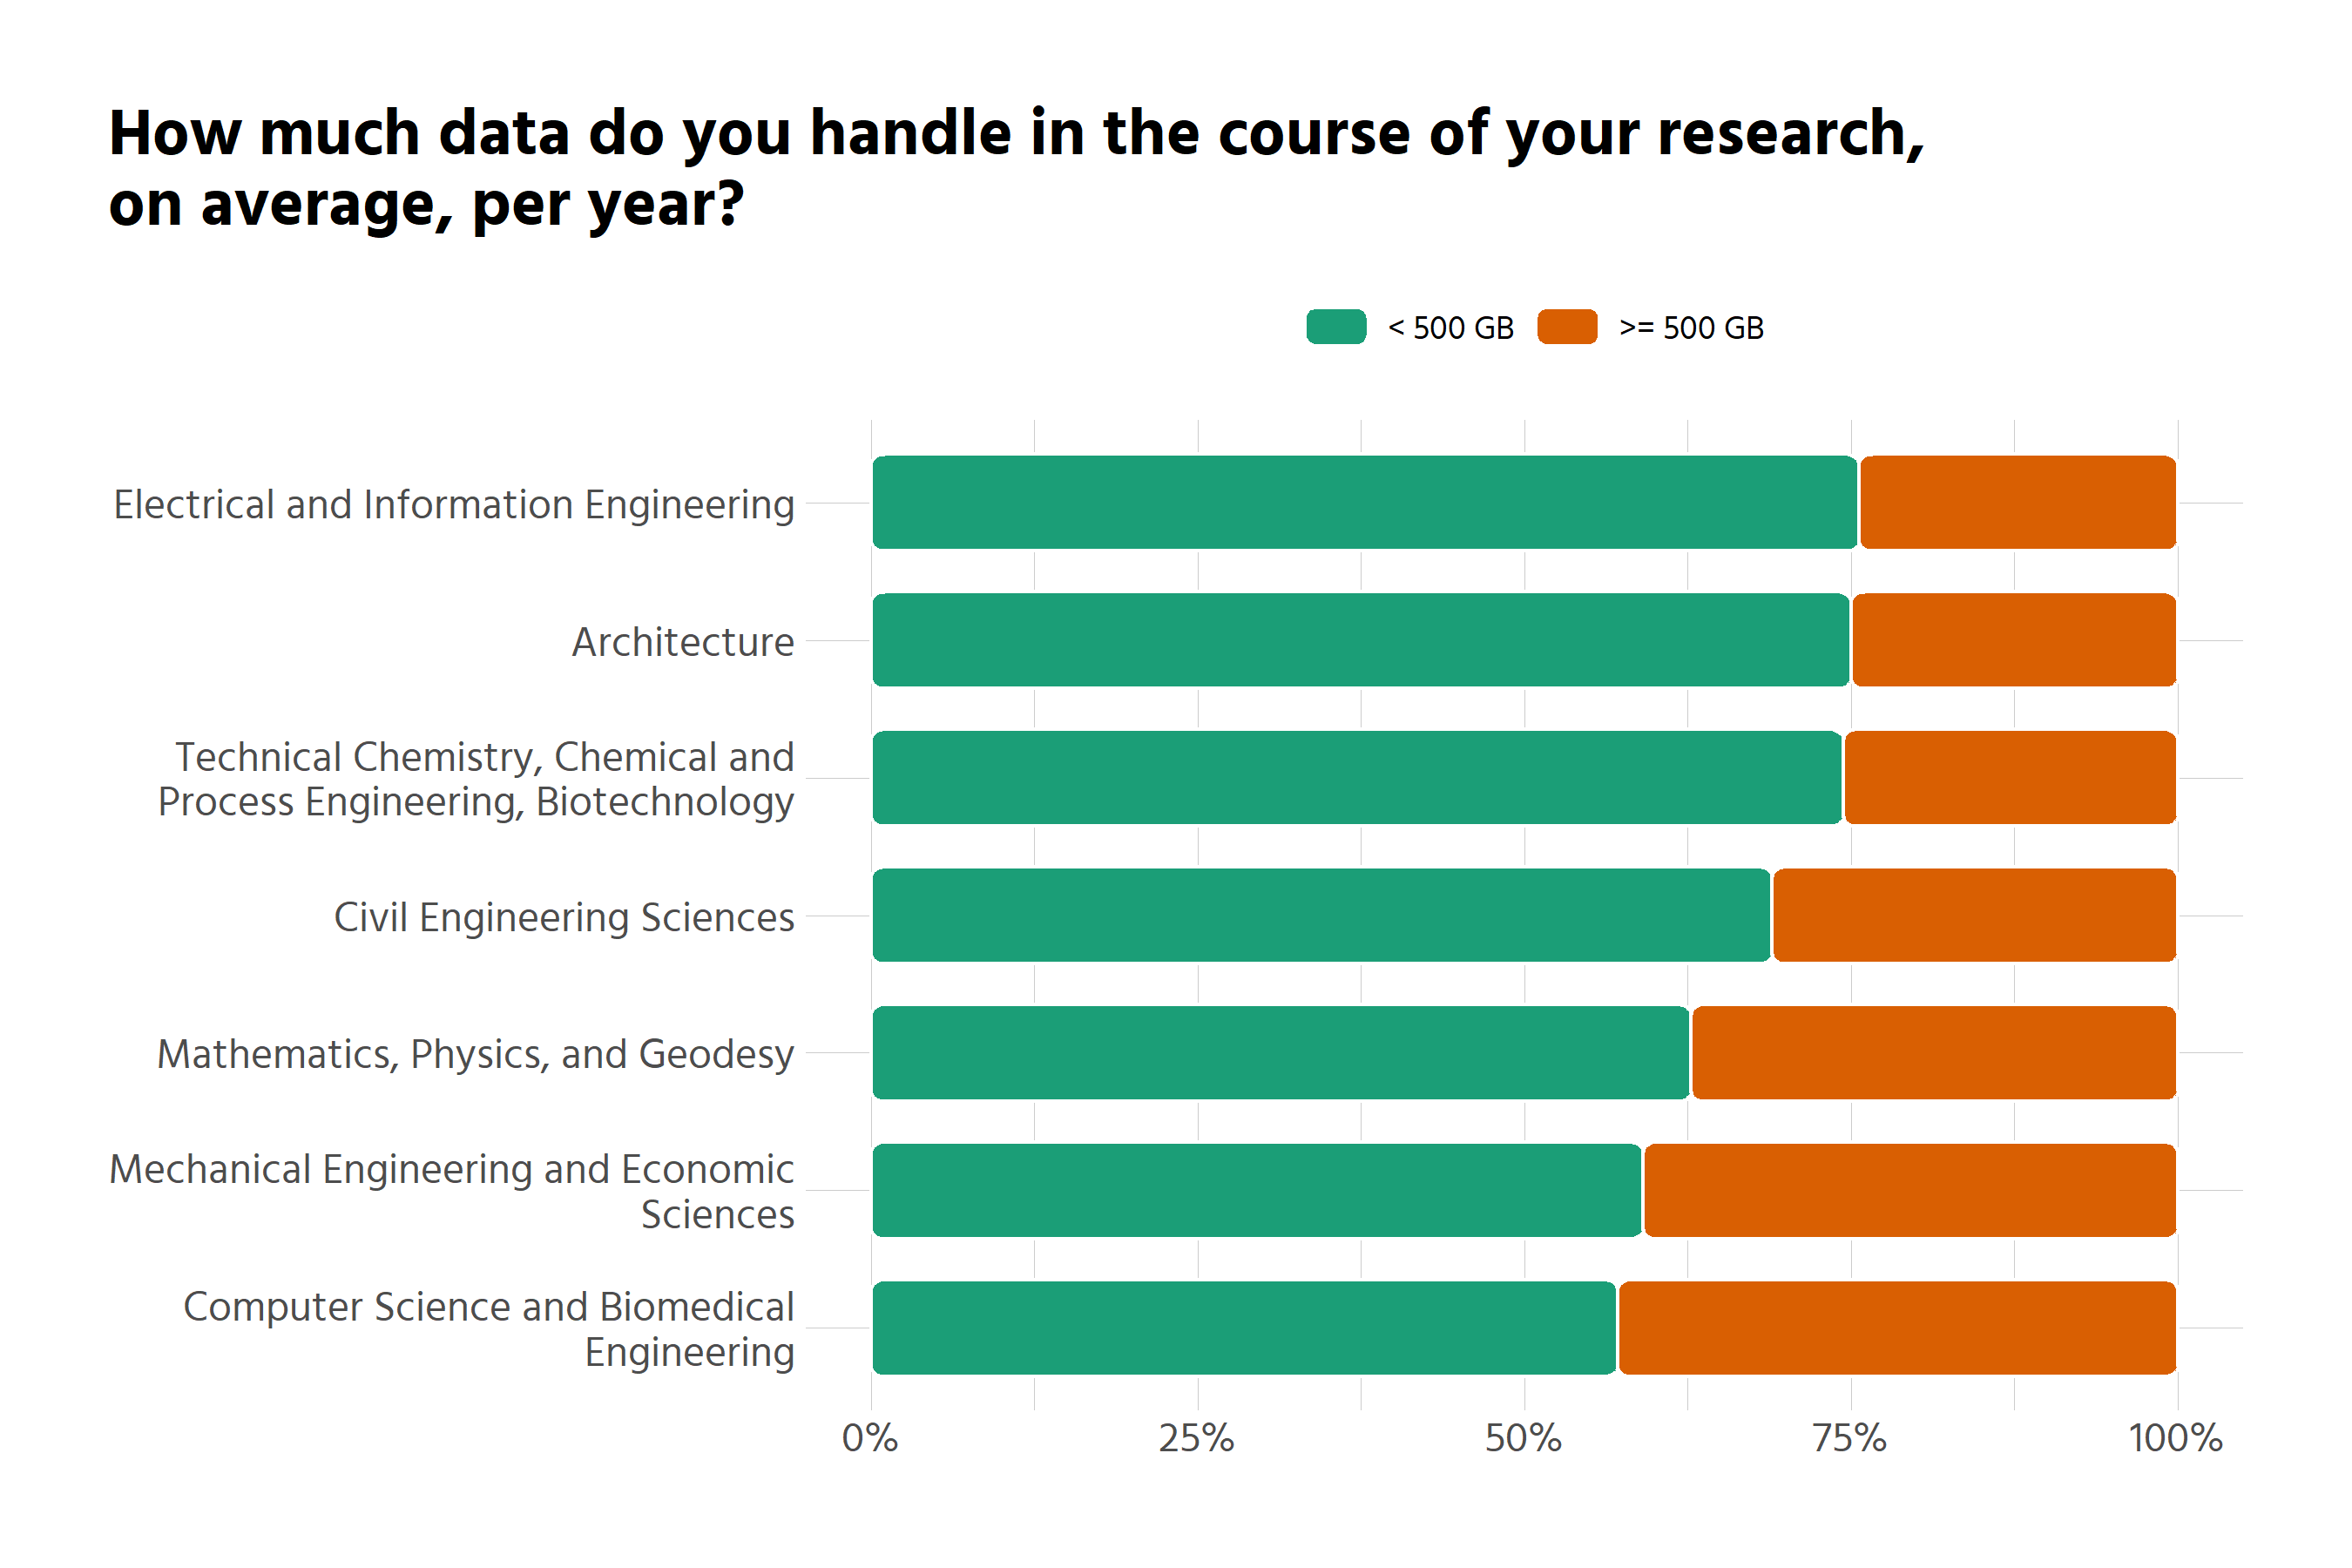 How much data do you handle in the course of your research,
on average, per year?
< 500 GB >= 500 GB
Electrical and Information Engineering
Architecture
Technical Chemistry, Chemical and
Process Engineering, Biotechnology
Civil Engineering Sciences
Mathematics, Physics, and Geodesy
Mechanical Engineering and Economic
Sciences
Computer Science and Biomedical
Engineering
0% 25% 50% 75% 100%